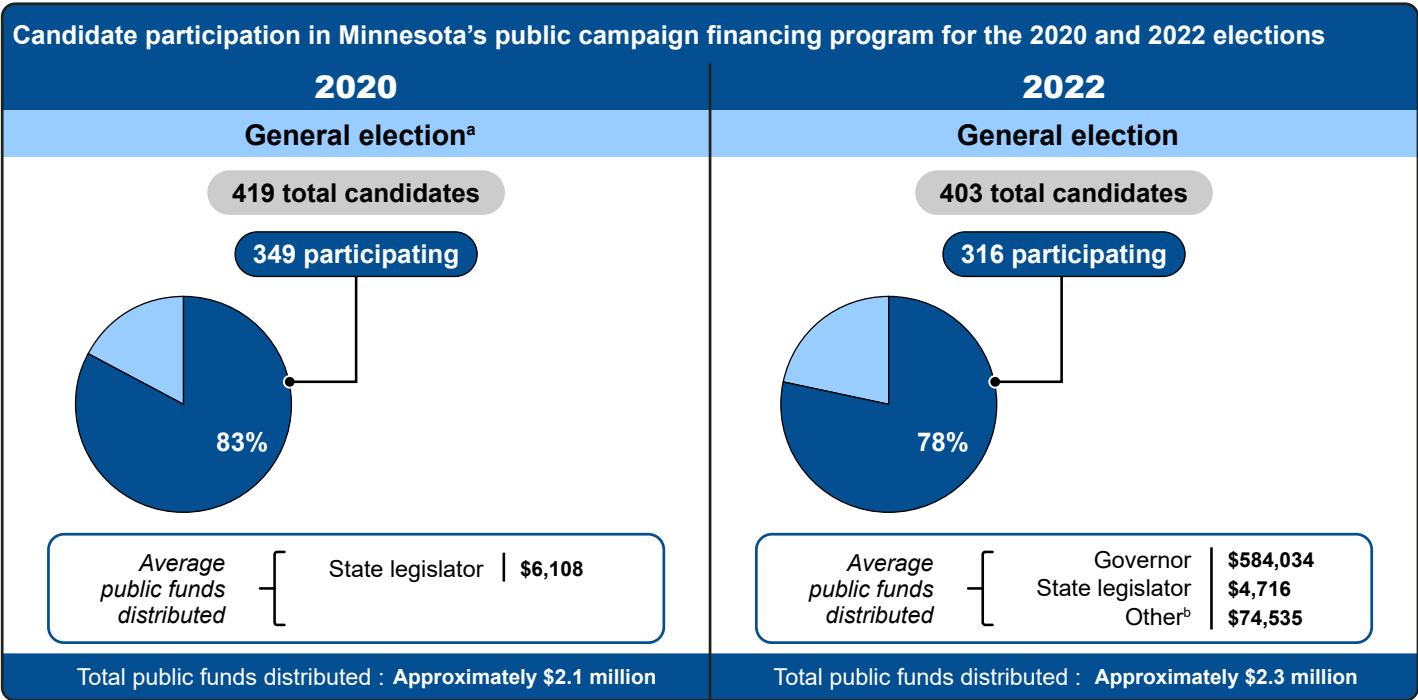 Candidate participation in Minnesota's public campaign financing program for the 2020 and 2022 elections
2020
General electionᵃ
419 total candidates
349 participating
83%
Average
public funds
distributed
State legislator $6,108
Total public funds distributed : Approximately $2.1 million
2022
General election
403 total candidates
316 participating
78%
Average
public funds
distributed
Governor $584,034
State legislator $4,716
Otherᵇ $74,535
Total public funds distributed : Approximately $2.3 million